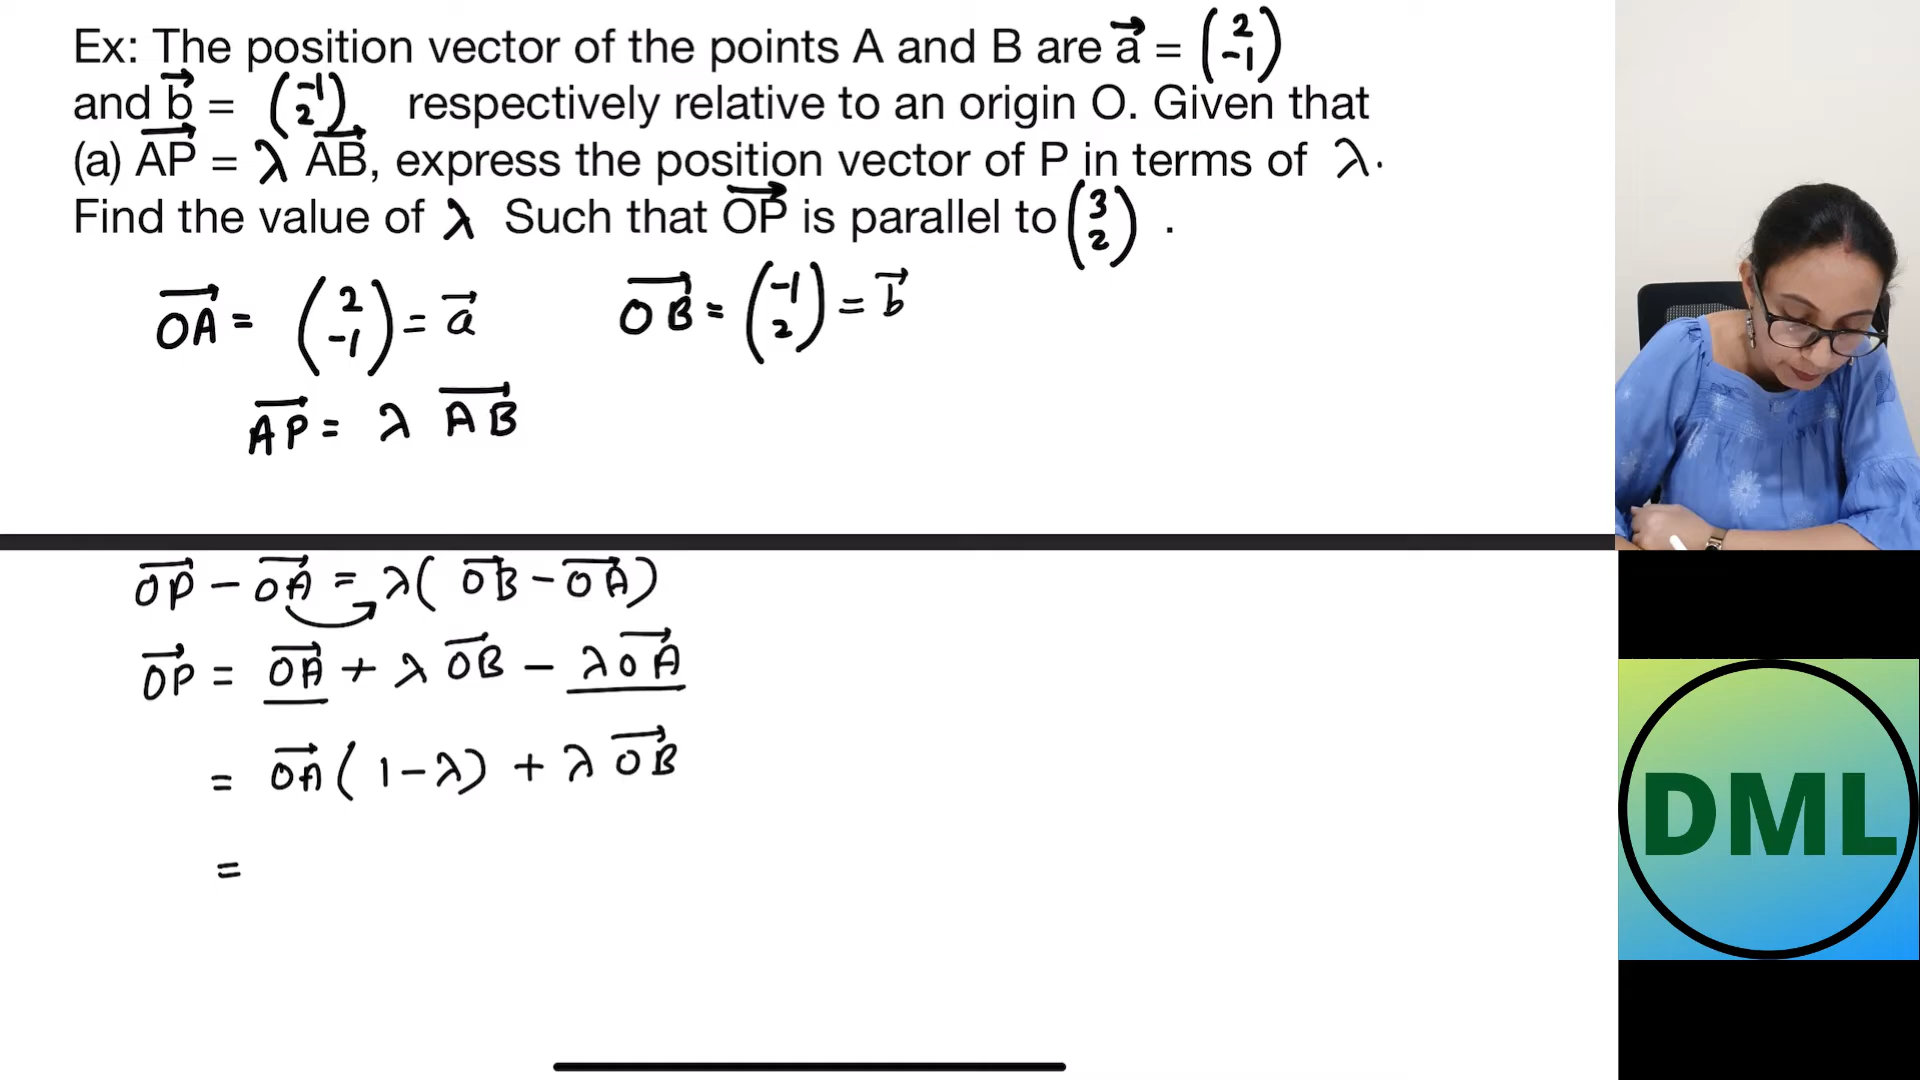 Ex: The position vector of the points A and B are a⃗ = (2 -1)
and b⃗ = (-1 2) respectively relative to an origin O. Given that
(a) A⃗P⃗ = λ A⃗B⃗, express the position vector of P in terms of λ.
Find the value of λ Such that O⃗P⃗ is parallel to (3 2) .
O⃗A⃗ = (2 -1) = a⃗ O⃗B⃗ = (-1 2) = b⃗
A⃗P⃗ = λ A⃗B⃗
O⃗P⃗ - O⃗A⃗ = λ( O⃗B⃗ - O⃗A⃗)
O⃗P⃗ = O⃗A⃗ + λ O⃗B⃗ - λO⃗A⃗
= O⃗A⃗( 1-λ) + λ O⃗B⃗
=
DML